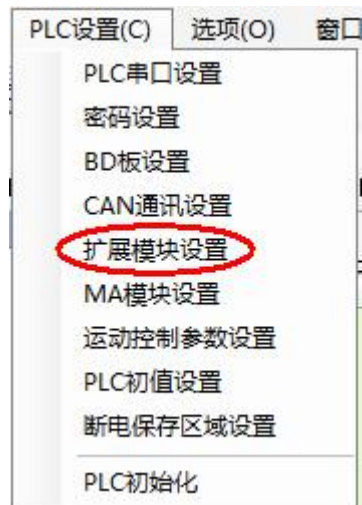 PLC设置(C) 选项(O) 窗口
PLC串口设置
密码设置
BD板设置
CAN通讯设置
扩展模块设置
MA模块设置
运动控制参数设置
PLC初值设置
断电保存区域设置
PLC初始化